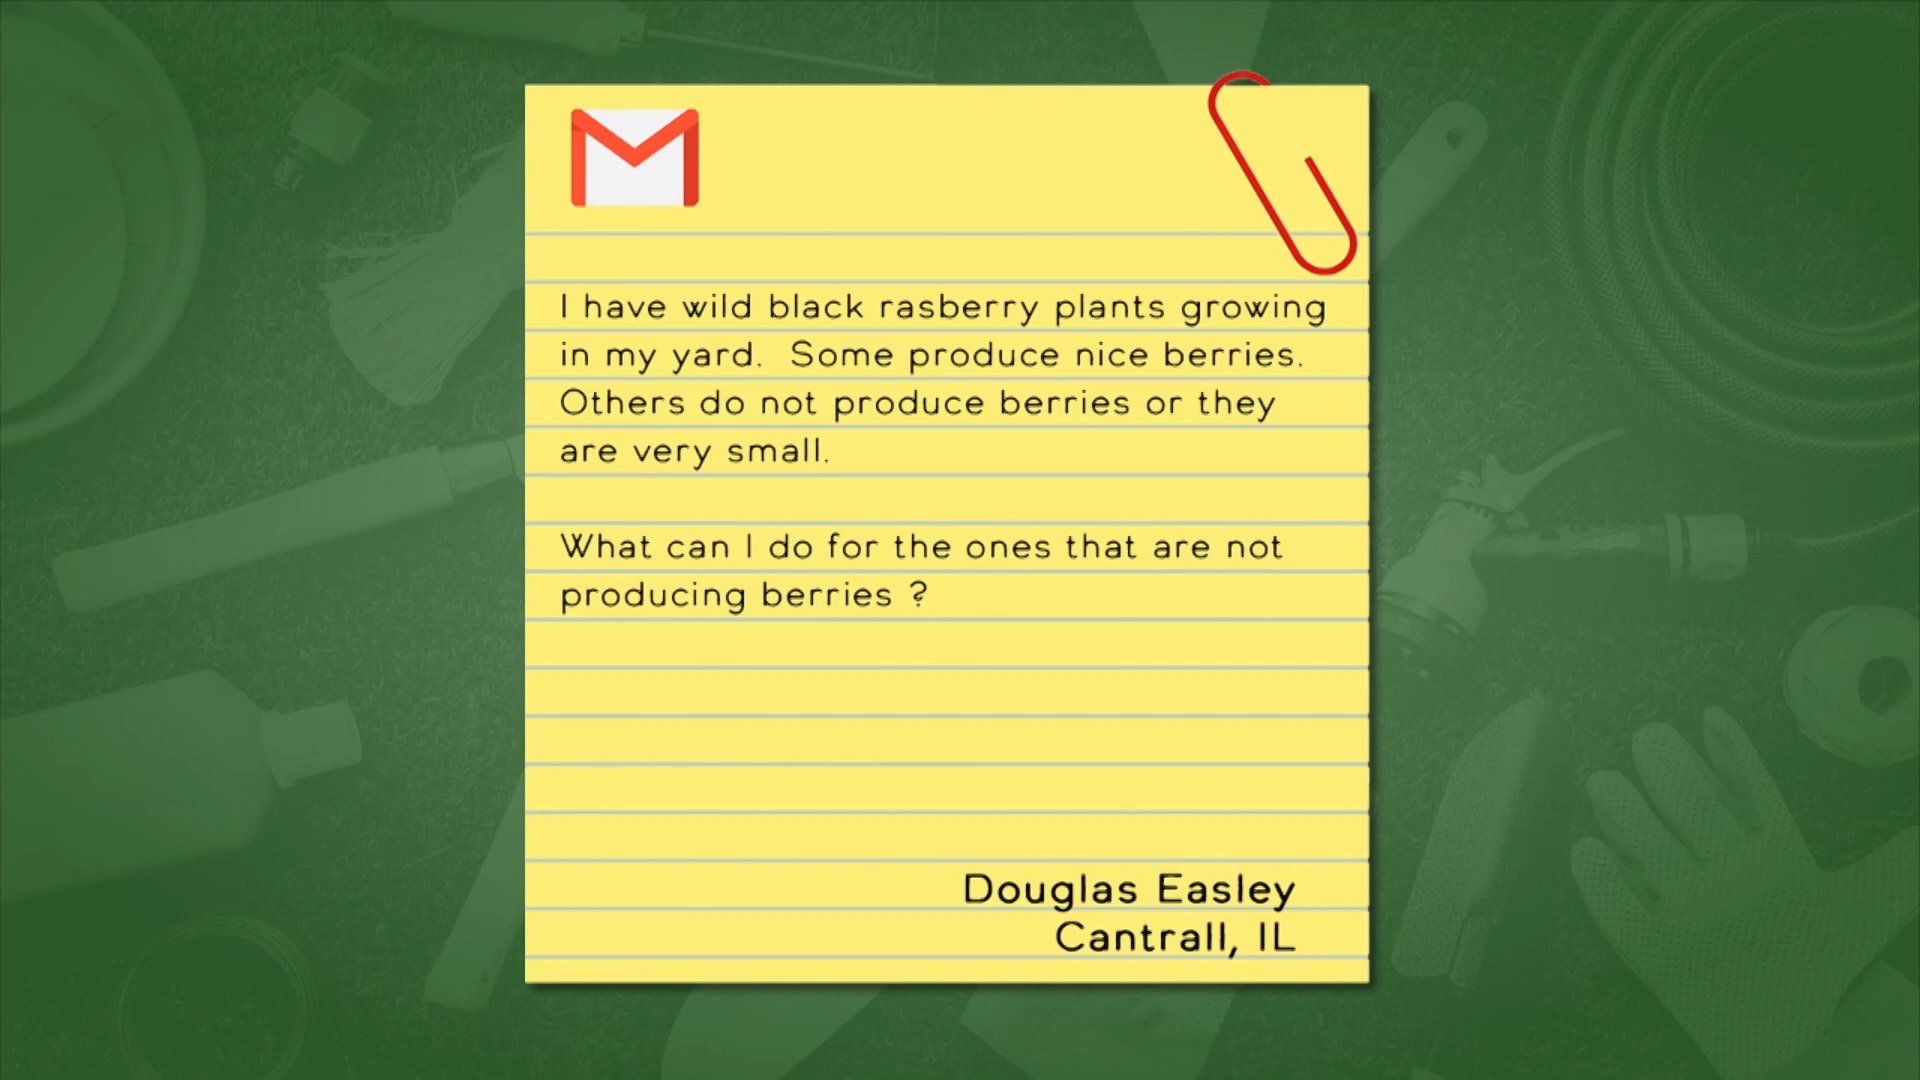 I have wild black rasberry plants growing
in my yard.  Some produce nice berries.
Others do not produce berries or they
are very small.
What can I do for the ones that are not
producing berries ?
Douglas Easley
Cantrall, IL